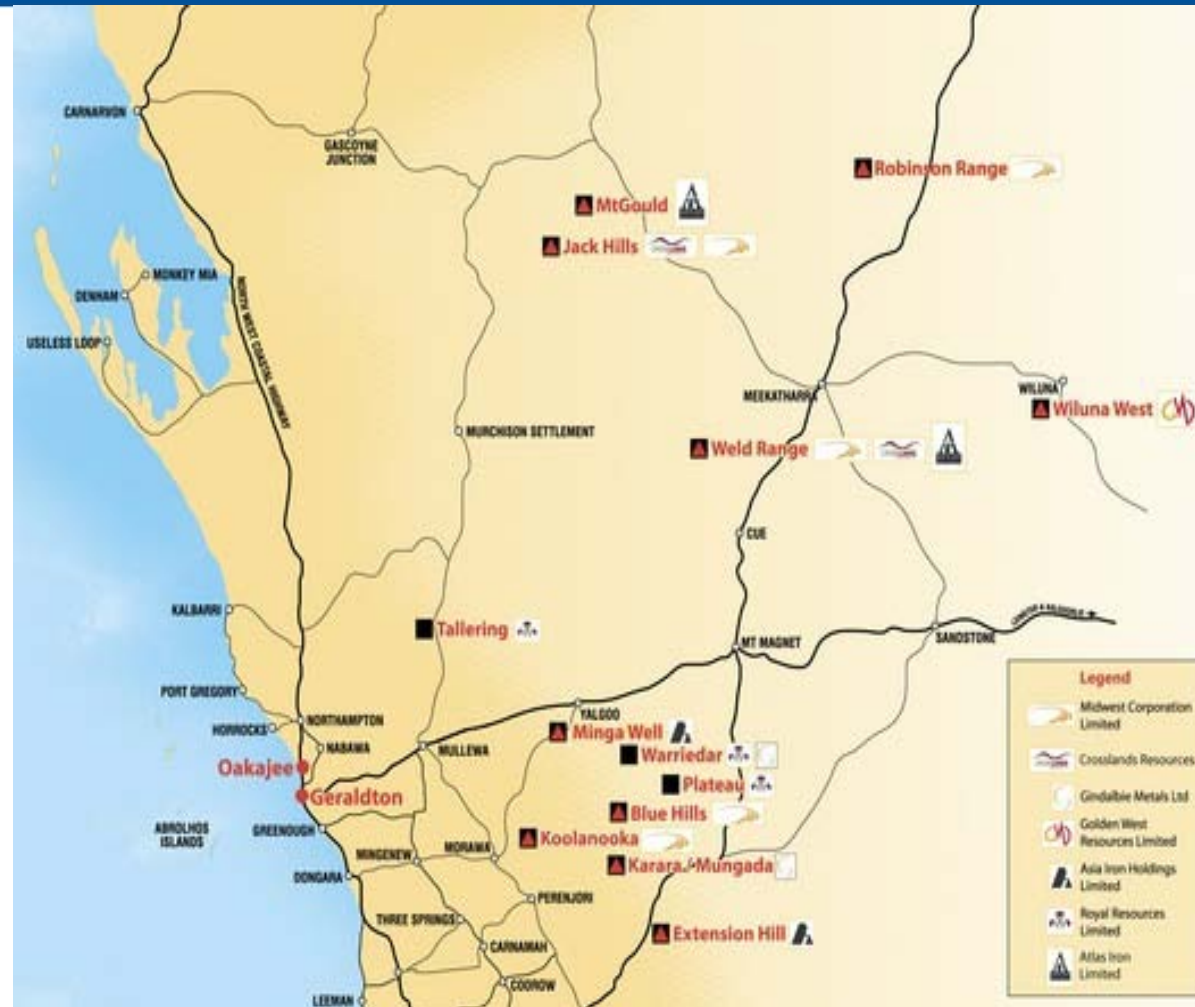 CARNARVON
GASCOYNE
JUNCTION
Robinson Range
MtGould
Jack Hills
MONKEY MIA
DENHAM
USELESS LOOP
NORTH WEST COASTAL HIGHWAY
MEEKATHARRA
WILUNA
Wiluna West
MURCHISON SETTLEMENT
Weld Range
CUE
KALBARRI
Tallering
MT MAGNET
SANDSTONE
PORT GREGORY
HORROCKS
NORTHAMPTON
NABAWA
YALGOO
MULLEWA
Minga Well
Warriedar
Oakajee
Plateau
Geraldton
Blue Hills
GREENOUGH
ABROLHOS
ISLANDS
Koolanooka
MINGENEW
MORAWA
Karara / Mungada
DONGARA
PERENJORI
THREE SPRINGS
CARNAMAH
Extension Hill
COOROW
LEEMAN
Legend
Midwest Corporation
Limited
Crosslands Resources
Gindalbie Metals Ltd
Golden West
Resources Limited
Asia Iron Holdings
Limited
Royal Resources
Limited
Atlas Iron
Limited